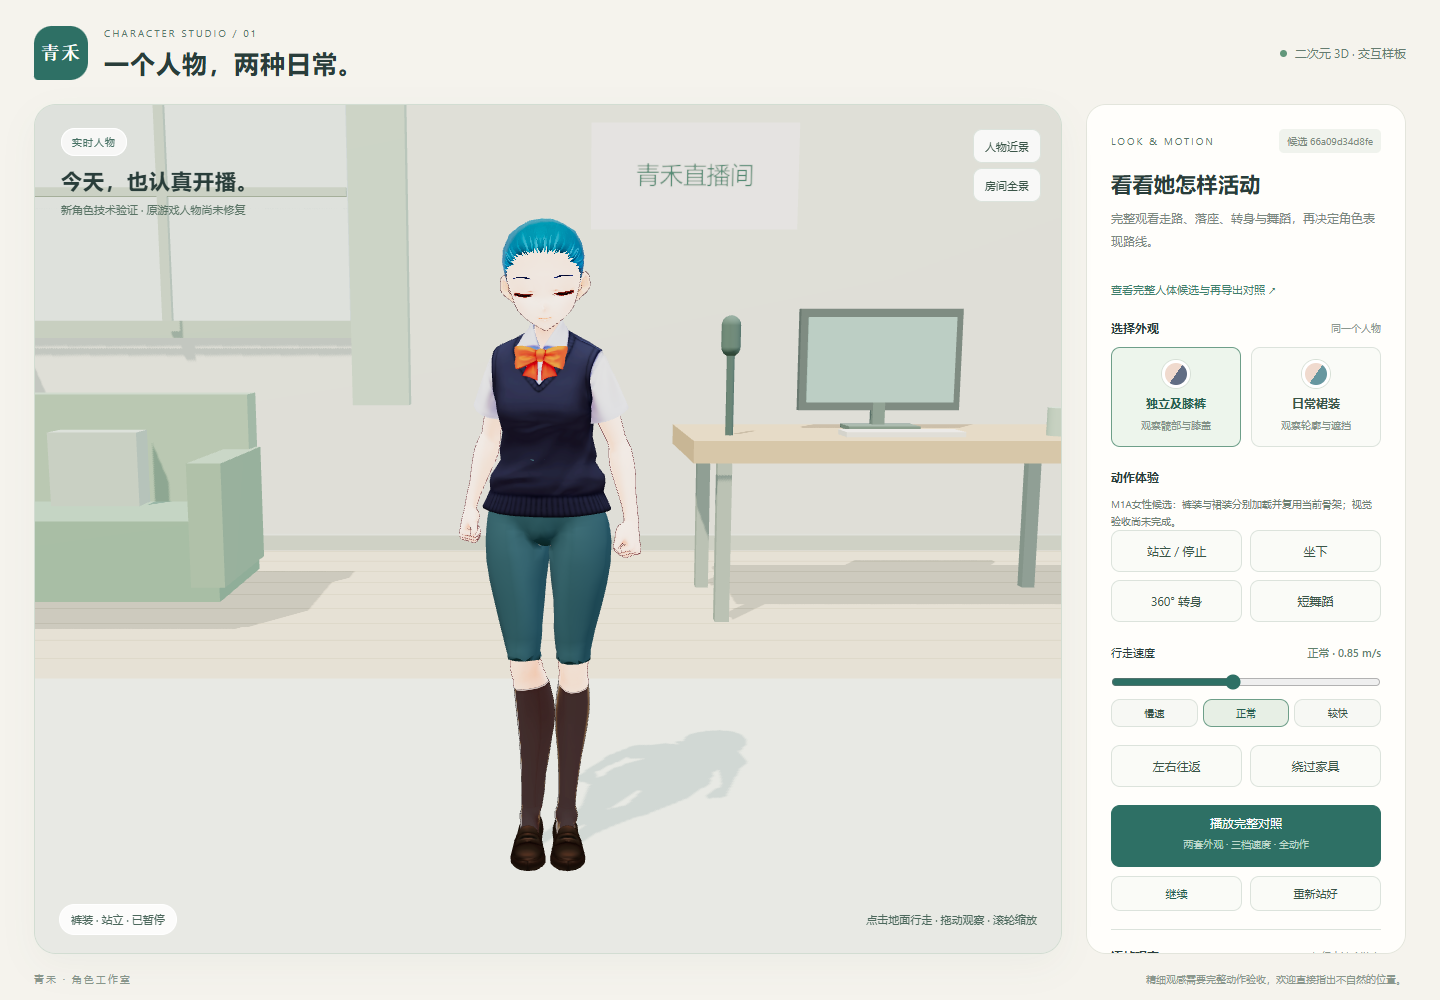 青禾
CHARACTER STUDIO / 01
一个人物，两种日常。
二次元 3D · 交互样板
实时人物
今天，也认真开播。
新角色技术验证 · 原游戏人物尚未修复
青禾直播间
人物近景
房间全景
裤装 · 站立 · 已暂停
点击地面行走 · 拖动观察 · 滚轮缩放
LOOK & MOTION
候选 66a09d34d8fe
看看她怎样活动
完整观看走路、落座、转身与舞蹈，再决定角色表
现路线。
查看完整人体候选与再导出对照 ↗
选择外观
同一个人物
独立及膝裤
观察髋部与膝盖
日常裙装
观察轮廓与遮挡
动作体验
M1A女性候选：裤装与裙装分别加载并复用当前骨架；视觉
验收尚未完成。
站立 / 停止
坐下
360° 转身
短舞蹈
行走速度
正常 · 0.85 m/s
慢速
正常
较快
左右往返
绕过家具
播放完整对照
两套外观 · 三档速度 · 全动作
继续
重新站好
青禾 · 角色工作室
精细观感需要完整动作验收，欢迎直接指出不自然的位置。